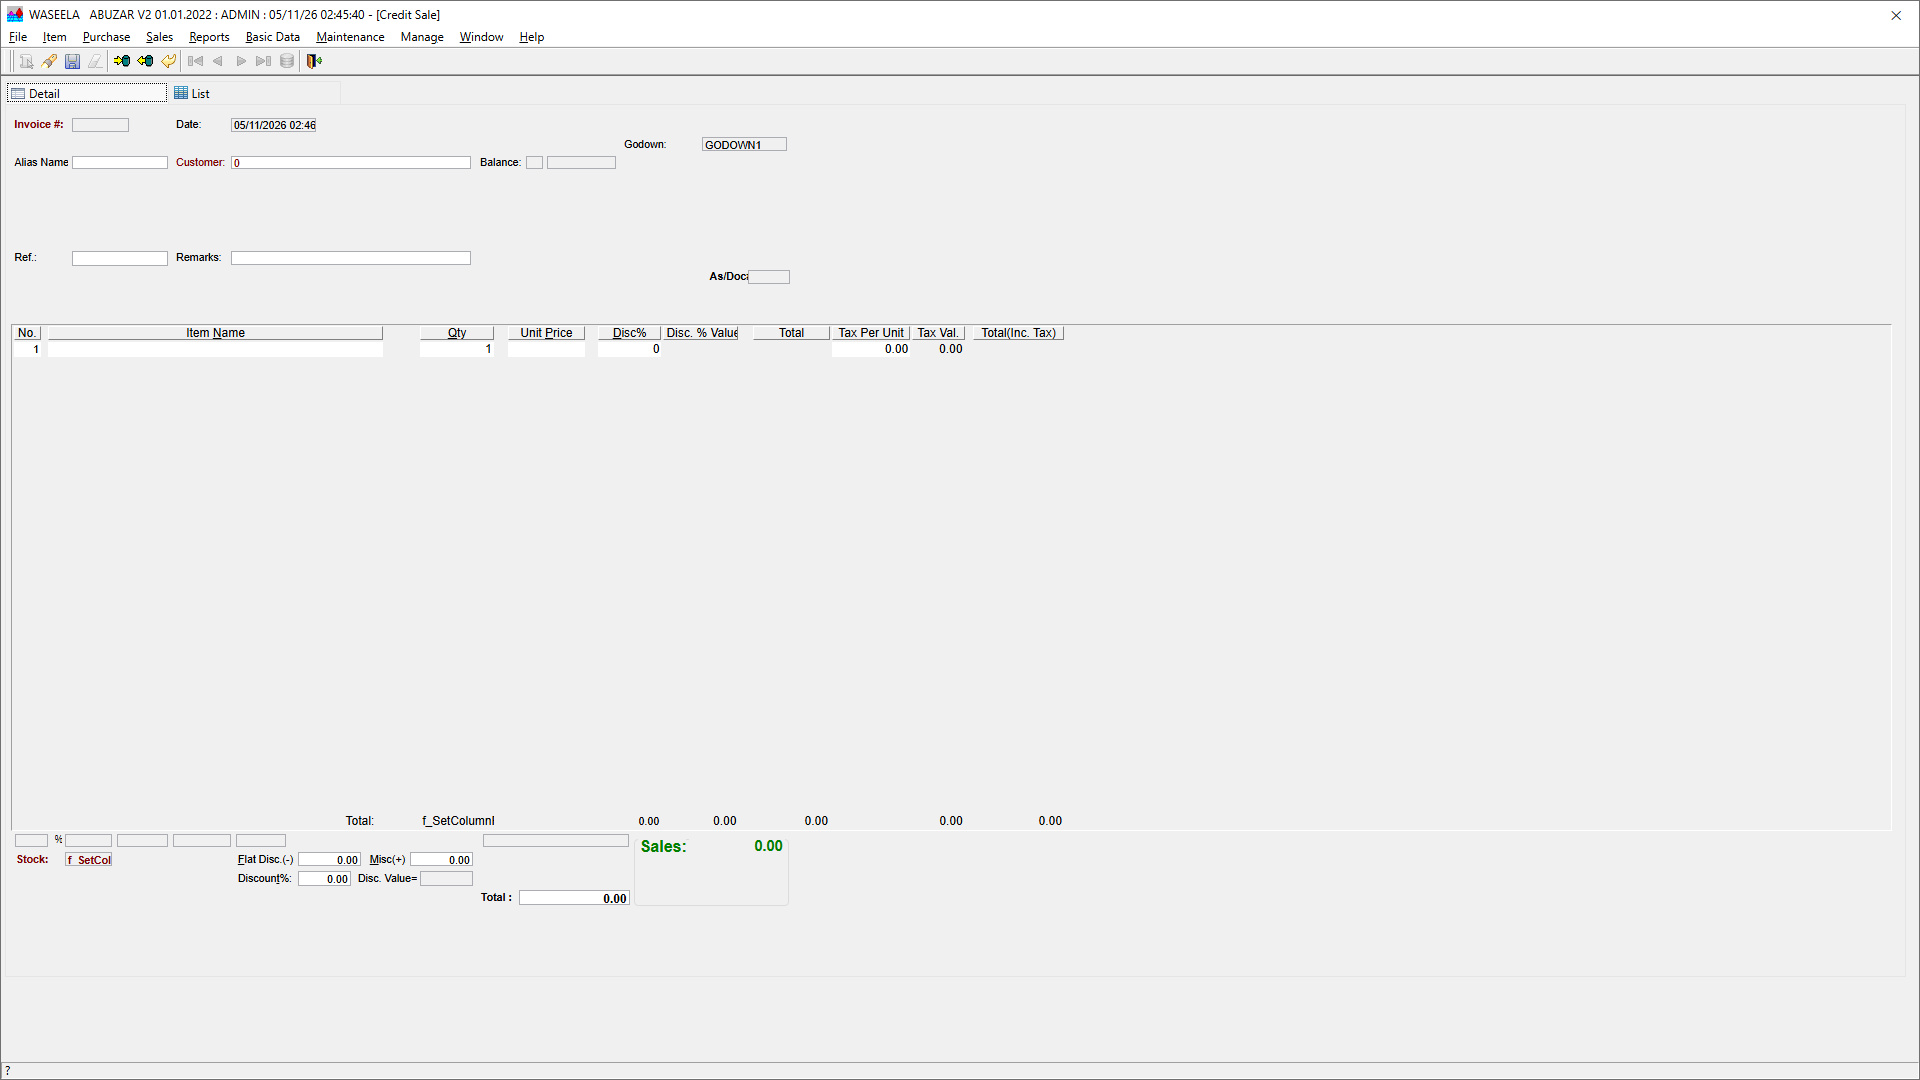 WASEELA   ABUZAR V2 01.01.2022 : ADMIN : 05/11/26 02:45:40 - [Credit Sale]
File Item Purchase Sales Reports Basic Data Maintenance Manage Window Help
Detail List
Invoice #: Date: 05/11/2026 02:46
Godown: GODOWN1
Alias Name Customer: 0 Balance:
Ref.: Remarks:
As/Doc:
No. Item Name Qty Unit Price Disc% Disc. % Value Total Tax Per Unit Tax Val. Total(Inc. Tax)
1 1 0 0.00 0.00
Total: f_SetColumnI 0.00 0.00 0.00 0.00 0.00
%
Sales: 0.00
Stock: f_SetCol Flat Disc.(-) 0.00 Misc(+) 0.00
Discount%: 0.00 Disc. Value=
Total : 0.00
?